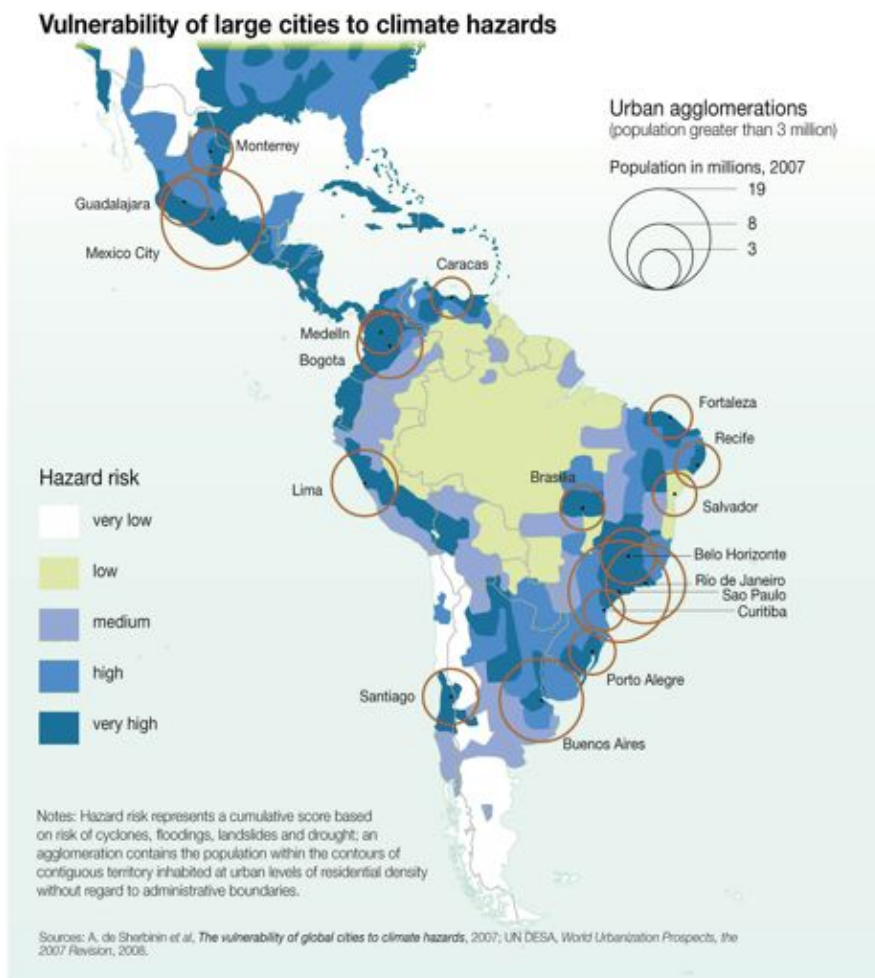 Vulnerability of large cities to climate hazards
Urban agglomerations
(population greater than 3 million)
Population in millions, 2007
19
8
3
Monterrey
Guadalajara
Mexico City
Caracas
Medelln
Bogota
Fortaleza
Recife
Brasilia
Lima
Salvador
Belo Horizonte
Rio de Janeiro
Sao Paulo
Curitiba
Porto Alegre
Santiago
Buenos Aires
Hazard risk
very low
low
medium
high
very high
Notes: Hazard risk represents a cumulative score based
on risk of cyclones, floodings, landslides and drought; an
agglomeration contains the population within the contours of
contiguous territory inhabited at urban levels of residential density
without regard to administrative boundaries.
Sources: A. de Sherbinin et al, The vulnerability of global cities to climate hazards, 2007; UN DESA, World Urbanization Prospects, the
2007 Revision, 2008.